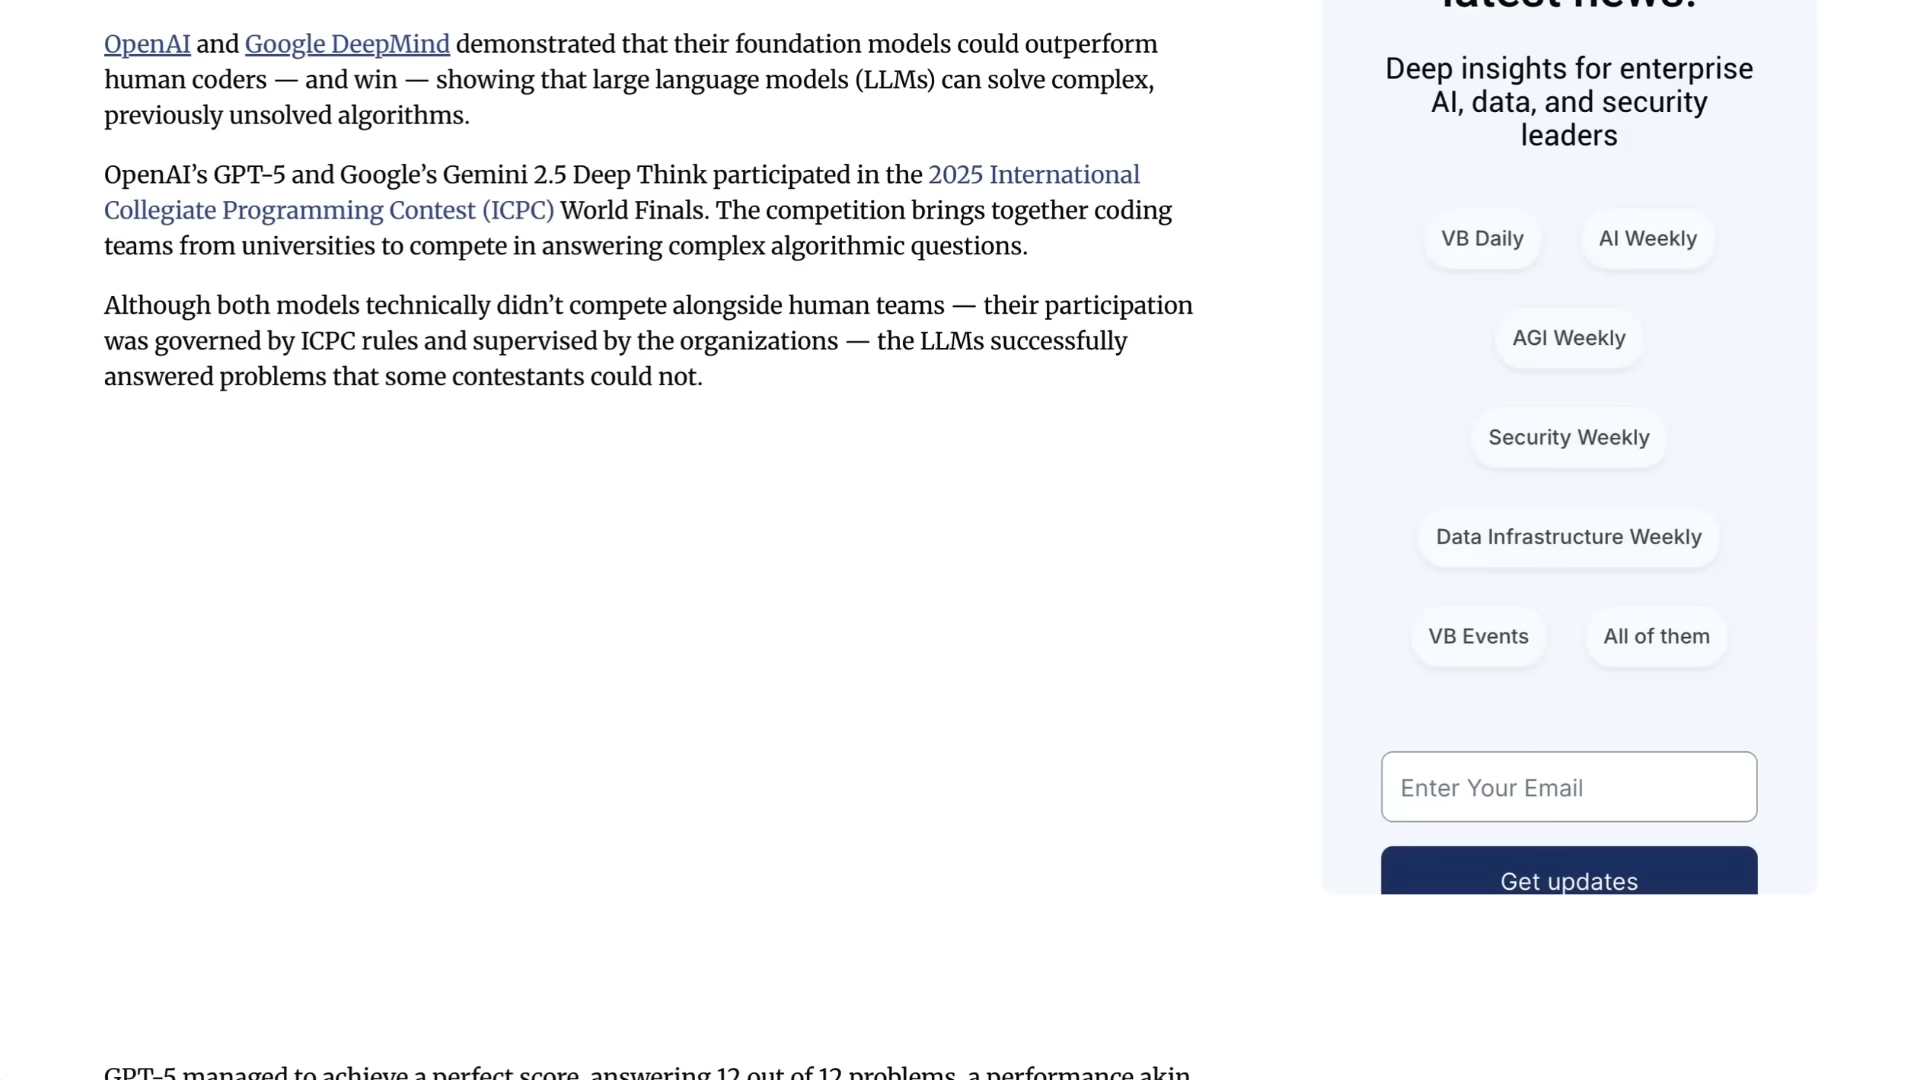 OpenAI and Google DeepMind demonstrated that their foundation models could outperform
human coders — and win — showing that large language models (LLMs) can solve complex,
previously unsolved algorithms.
OpenAI’s GPT-5 and Google’s Gemini 2.5 Deep Think participated in the 2025 International
Collegiate Programming Contest (ICPC) World Finals. The competition brings together coding
teams from universities to compete in answering complex algorithmic questions.
Although both models technically didn’t compete alongside human teams — their participation
was governed by ICPC rules and supervised by the organizations — the LLMs successfully
answered problems that some contestants could not.
GPT-5 managed to achieve a perfect score, answering 12 out of 12 problems, a performance akin
latest news!
Deep insights for enterprise
AI, data, and security
leaders
VB Daily
AI Weekly
AGI Weekly
Security Weekly
Data Infrastructure Weekly
VB Events
All of them
Enter Your Email
Get updates